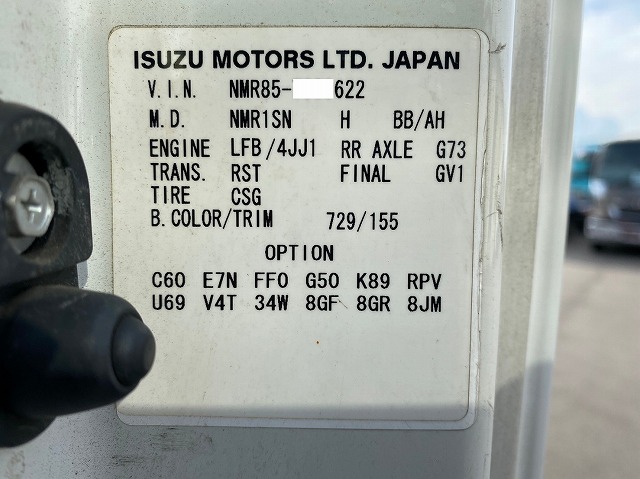 ISUZU MOTORS LTD. JAPAN
V.I.N. NMR85- 622
M.D. NMR1SN H BB/AH
ENGINE LFB/4JJ1 RR AXLE G73
TRANS. RST FINAL GV1
TIRE CSG
B.COLOR/TRIM 729/155
OPTION
C60 E7N FF0 G50 K89 RPV
U69 V4T 34W 8GF 8GR 8JM